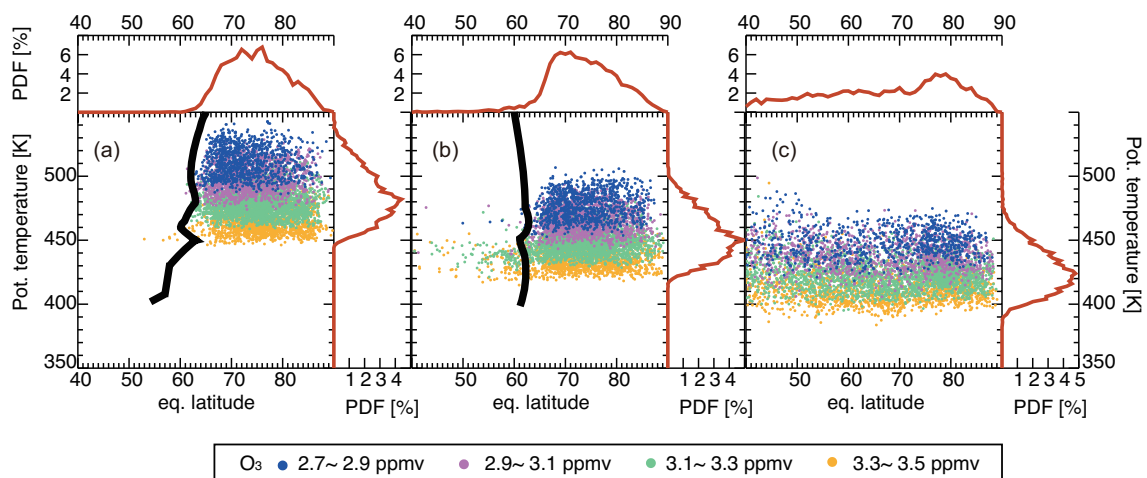 40 50 60 70 80 40 50 60 70 80 40 50 60 70 80 90
PDF [%]
6
4
2
6
4
2
6
4
2
Pot. temperature [K]
500
450
400
350
(a)
(b)
(c)
500
450
400
350
Pot. temperature [K]
40 50 60 70 80 1 2 3 4 50 60 70 80 1 2 3 4 50 60 70 80 1 2 3 4 5
eq. latitude PDF [%] eq. latitude PDF [%] eq. latitude PDF [%]
O₃ 2.7~ 2.9 ppmv 2.9~ 3.1 ppmv 3.1~ 3.3 ppmv 3.3~ 3.5 ppmv